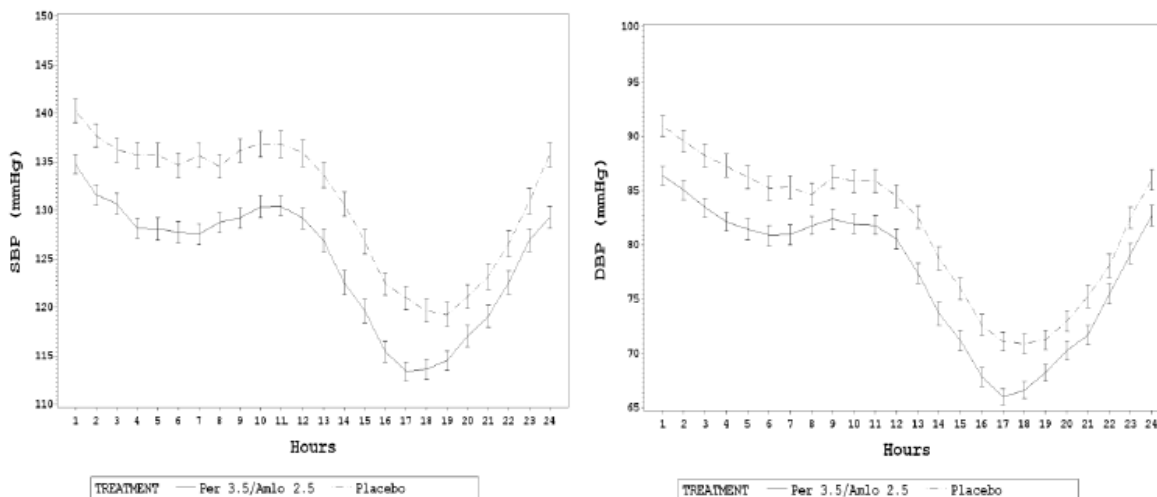 150
145
140
135
130
125
120
115
110
SBP (mmHg)
1 2 3 4 5 6 7 8 9 10 11 12 13 14 15 16 17 18 19 20 21 22 23 24
Hours
TREATMENT Per 3.5/Amlo 2.5 Placebo
100
95
90
85
80
75
70
65
DBP (mmHg)
1 2 3 4 5 6 7 8 9 10 11 12 13 14 15 16 17 18 19 20 21 22 23 24
Hours
TREATMENT Per 3.5/Amlo 2.5 Placebo